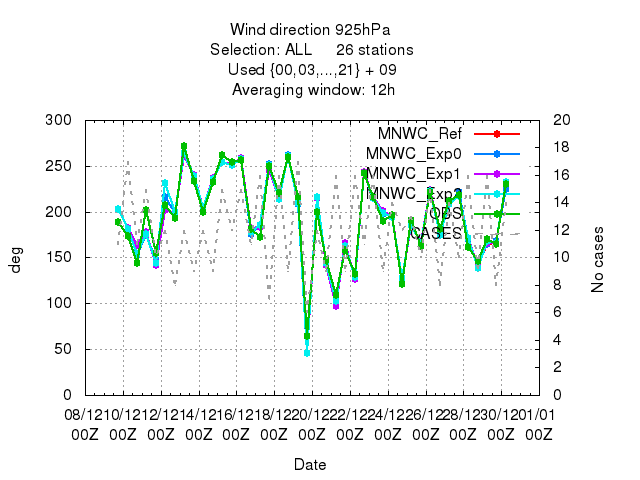 Wind direction 925hPa
Selection: ALL 26 stations
Used {00,03,...,21} + 09
Averaging window: 12h
300 20
MNWC_Ref
18
MNWC_Exp0
250 16
MNWC_Exp1
MNWC_Exp
14
200 OBS
12
CASES
deg 150 10 No cases
8
100
6
50 4
2
0 0
08/12 10/12 12/12 14/12 16/12 18/12 20/12 22/12 24/12 26/12 28/12 30/12 01/01
00Z 00Z 00Z 00Z 00Z 00Z 00Z 00Z 00Z 00Z 00Z 00Z 00Z
Date